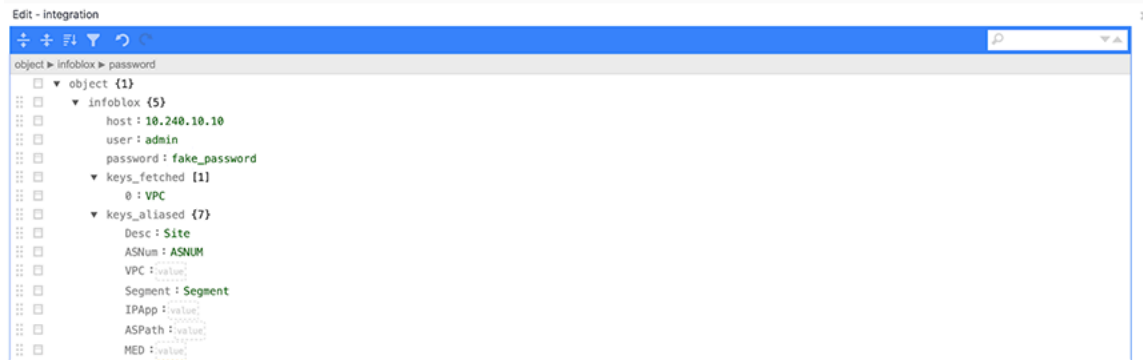 Edit - integration
object ▶ infoblox ▶ password
▼ object {1}
▼ infoblox {5}
host : 10.240.10.10
user : admin
password : fake_password
▼ keys_fetched [1]
0 : VPC
▼ keys_aliased {7}
Desc : Site
ASNum : ASNUM
VPC : value
Segment : Segment
IPApp : value
ASPath : value
MED : value